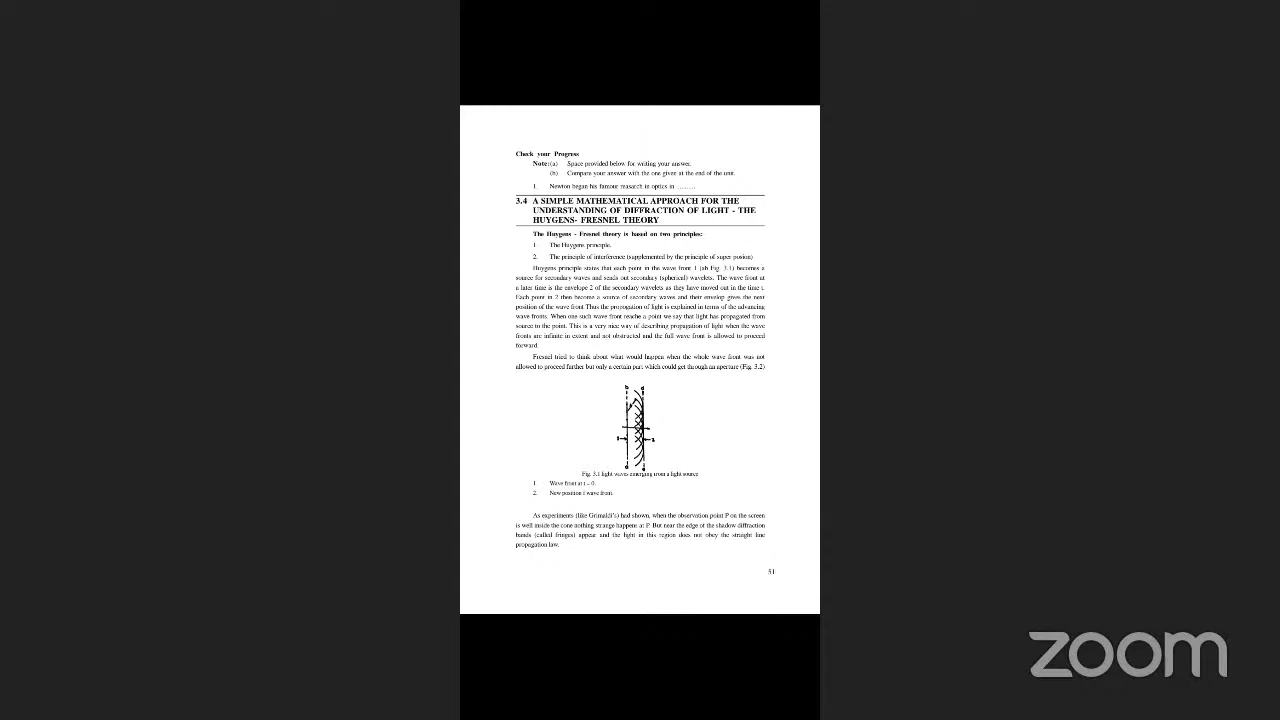 Check your Progress
Note: (a) Space provided below for writing your answer.
(b) Compare your answer with the one given at the end of the unit.
1. Newton began his famour reasarch in optics in .........
3.4 A SIMPLE MATHEMATICAL APPROACH FOR THE
UNDERSTANDING OF DIFFRACTION OF LIGHT - THE
HUYGENS- FRESNEL THEORY
The Huygens - Fresnel theory is based on two principles:
1. The Huygens principle.
2. The principle of interference (supplemented by the principle of super posion)
Huygens principle states that each point in the wave front 1 (ab Fig. 3.1) becomes a
source for secondary waves and seads out secondary (spherical) wavelets. The wave front at
a later time is the envelope 2 of the secondary wavelets as they have moved out in the time t.
Each point in 2 then become a source of secondary waves and their envelop gives the next
position of the wave front Thus the propogation of light is explained in terms of the advancing
wave fronts. When one such wave front reache a point we say that light has propagated from
source to the point. This is a very nice way of describing propagation of light when the wave
fronts are infinite in extent and not obstructed and the full wave front is allowed to proceed
forward.
Fresnel tried to think about what would happen when the whole wave front was not
allowed to proceed further but only a certain part which could get through an aperture (Fig. 3.2)
b d
1 2
a c
Fig. 3.1 light waves emerging from a light source
1. Wave front at t = 0.
2. New position f wave front.
As experiments (like Grimaldi's) had shown, when the observation point P on the screen
is well inside the cone nothing strange happens at P. But near the edge of the shadow diffraction
bands (called fringes) appear and the light in this region does not obey the straight line
propagation law.
51
zoom